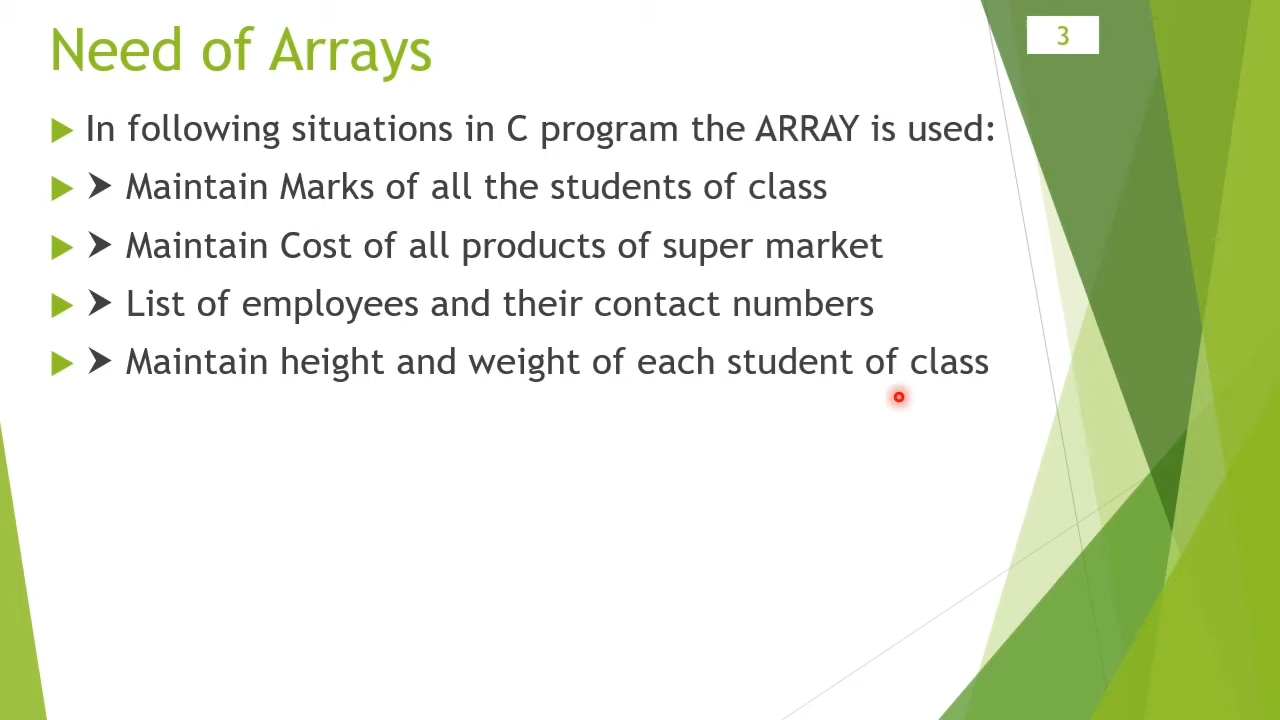 Need of Arrays
3
In following situations in C program the ARRAY is used:
➤ Maintain Marks of all the students of class
➤ Maintain Cost of all products of super market
➤ List of employees and their contact numbers
➤ Maintain height and weight of each student of class